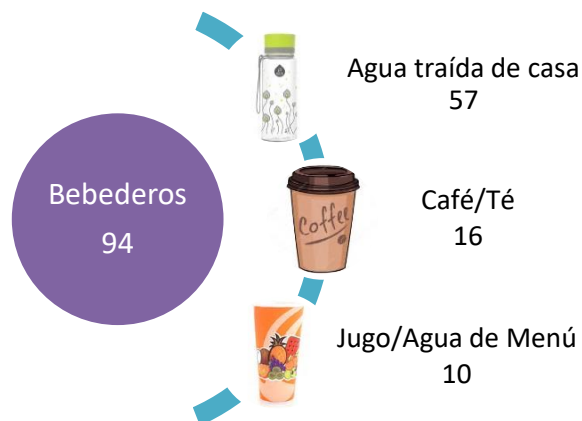 Agua traída de casa
57
Bebederos
94
Coffee
Café/Té
16
Jugo/Agua de Menú
10